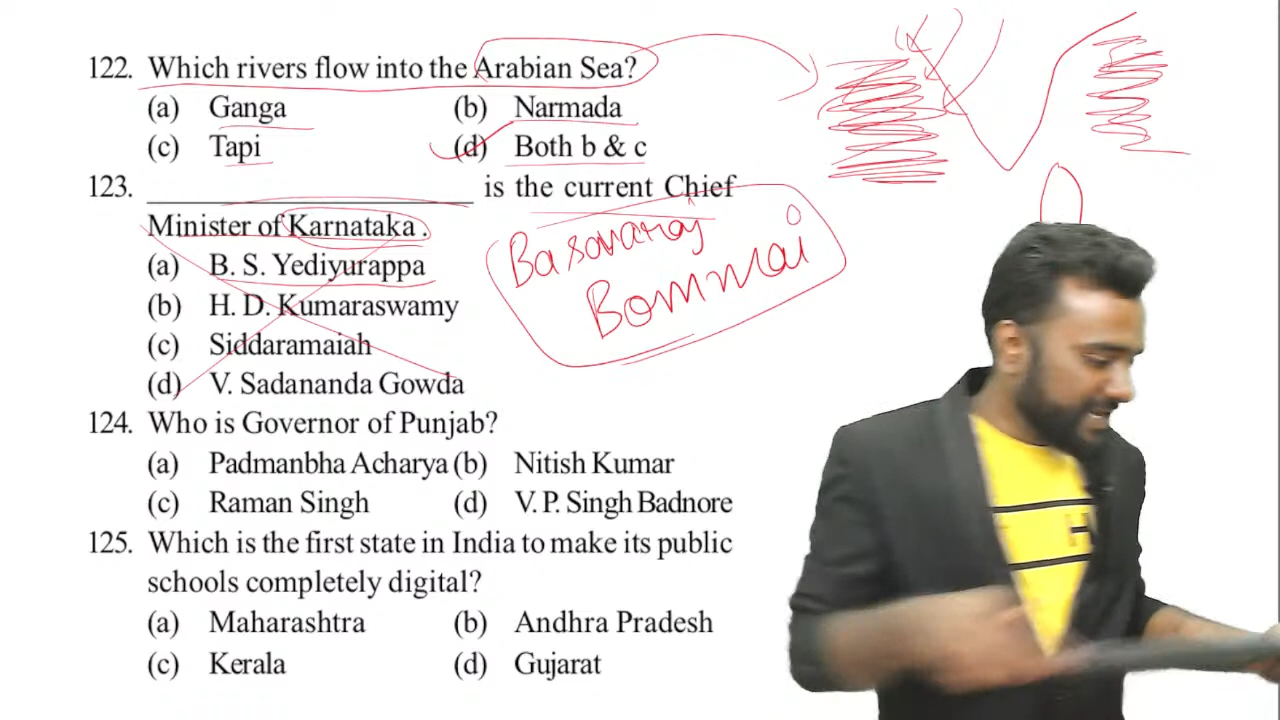 122. Which rivers flow into the Arabian Sea?
(a) Ganga (b) Narmada
(c) Tapi (d) Both b & c
123. ____________________ is the current Chief
Minister of Karnataka .
(a) B. S. Yediyurappa
(b) H. D. Kumaraswamy
(c) Siddaramaiah
(d) V. Sadananda Gowda
Basavaraj
Bommai
124. Who is Governor of Punjab?
(a) Padmanbha Acharya (b) Nitish Kumar
(c) Raman Singh (d) V. P. Singh Badnore
125. Which is the first state in India to make its public
schools completely digital?
(a) Maharashtra (b) Andhra Pradesh
(c) Kerala (d) Gujarat